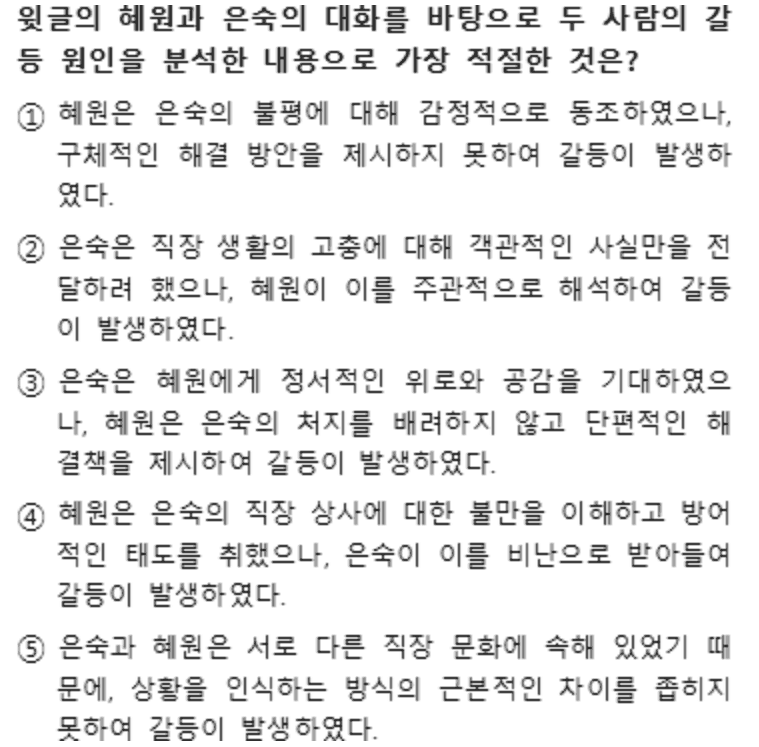 윗글의 혜원과 은숙의 대화를 바탕으로 두 사람의 갈
등 원인을 분석한 내용으로 가장 적절한 것은?
① 혜원은 은숙의 불평에 대해 감정적으로 동조하였으나,
구체적인 해결 방안을 제시하지 못하여 갈등이 발생하
였다.
② 은숙은 직장 생활의 고충에 대해 객관적인 사실만을 전
달하려 했으나, 혜원이 이를 주관적으로 해석하여 갈등
이 발생하였다.
③ 은숙은 혜원에게 정서적인 위로와 공감을 기대하였으
나, 혜원은 은숙의 처지를 배려하지 않고 단편적인 해
결책을 제시하여 갈등이 발생하였다.
④ 혜원은 은숙의 직장 상사에 대한 불만을 이해하고 방어
적인 태도를 취했으나, 은숙이 이를 비난으로 받아들여
갈등이 발생하였다.
⑤ 은숙과 혜원은 서로 다른 직장 문화에 속해 있었기 때
문에, 상황을 인식하는 방식의 근본적인 차이를 좁히지
못하여 갈등이 발생하였다.